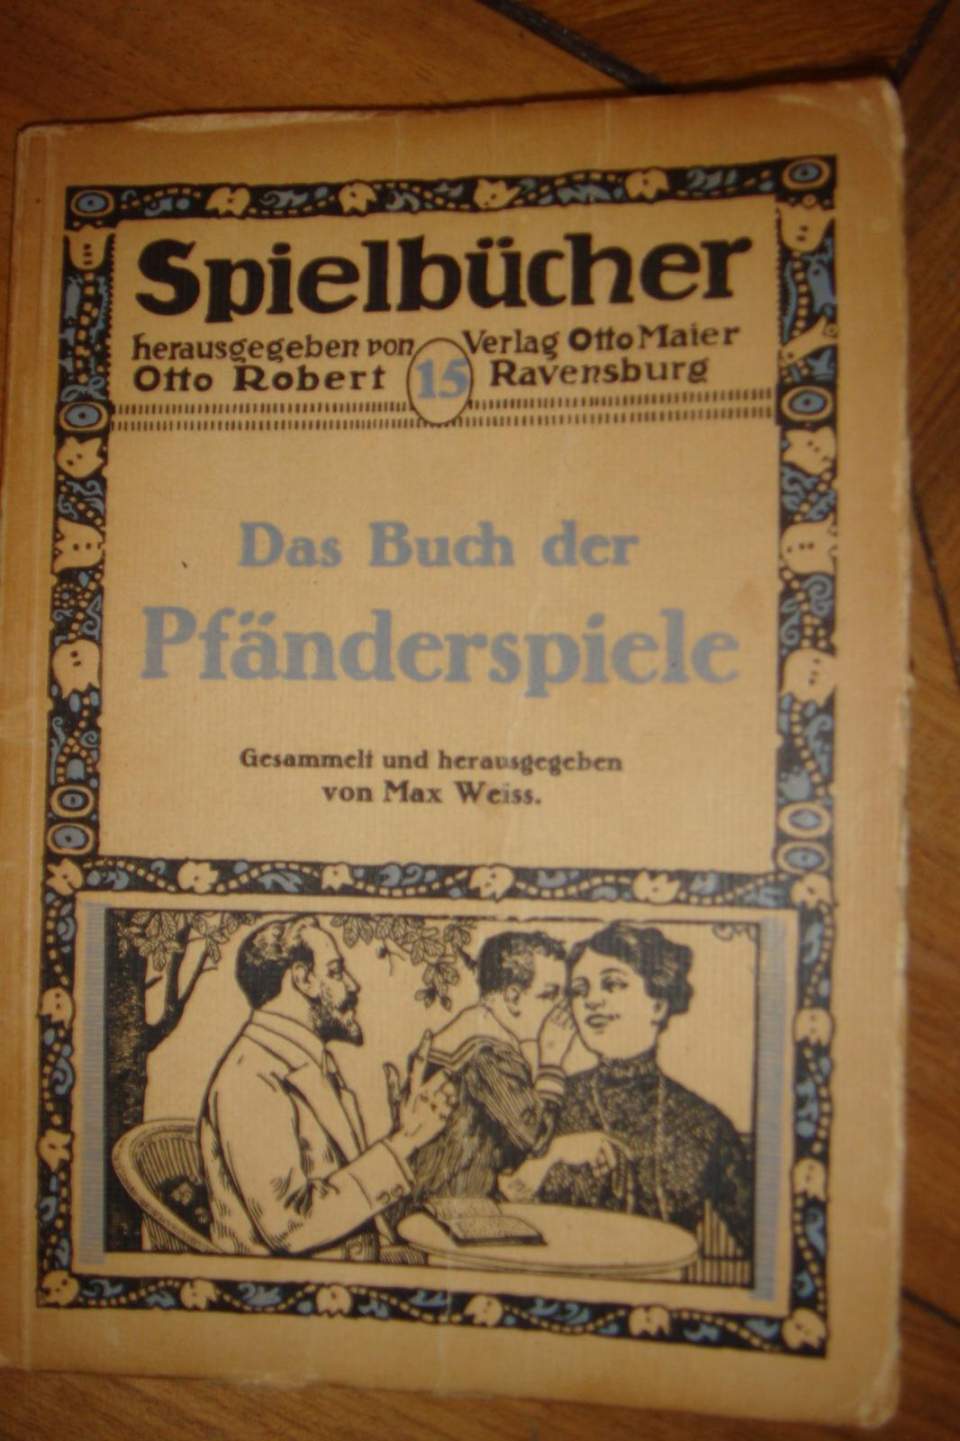 Spielbücher
herausgegeben von
Otto Robert
15
Verlag Otto Maier
Ravensburg
Das Buch der
Pfänderspiele
Gesammelt und herausgegeben
von Max Weiss.